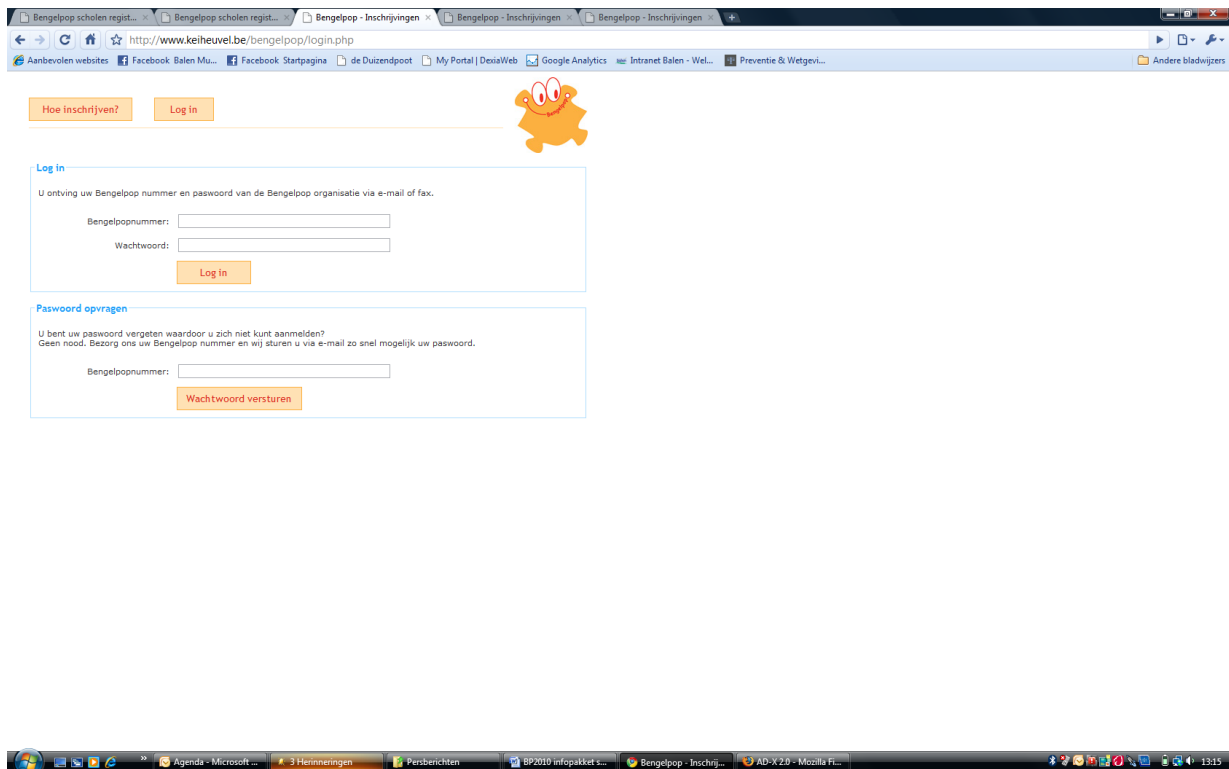 Bengelpop scholen regist...
Bengelpop scholen regist...
Bengelpop - Inschrijvingen
Bengelpop - Inschrijvingen
Bengelpop - Inschrijvingen
http://www.keiheuvel.be/bengelpop/login.php
Aanbevolen websites
Facebook Balen Mu...
Facebook Startpagina
de Duizendpoot
My Portal | DexiaWeb
Google Analytics
Intranet Balen - Wel...
Preventie & Wetgevi...
Andere bladwijzers
Hoe inschrijven?
Log in
Bengelpop
Log in
U ontving uw Bengelpop nummer en paswoord van de Bengelpop organisatie via e-mail of fax.
Bengelpopnummer:
Wachtwoord:
Log in
Paswoord opvragen
U bent uw paswoord vergeten waardoor u zich niet kunt aanmelden?
Geen nood. Bezorg ons uw Bengelpop nummer en wij sturen u via e-mail zo snel mogelijk uw paswoord.
Bengelpopnummer:
Wachtwoord versturen
Agenda - Microsoft ...
3 Herinneringen
Persberichten
BP2010 infopakket s...
Bengelpop - Inschrij...
AD-X 2.0 - Mozilla Fi...
13:15